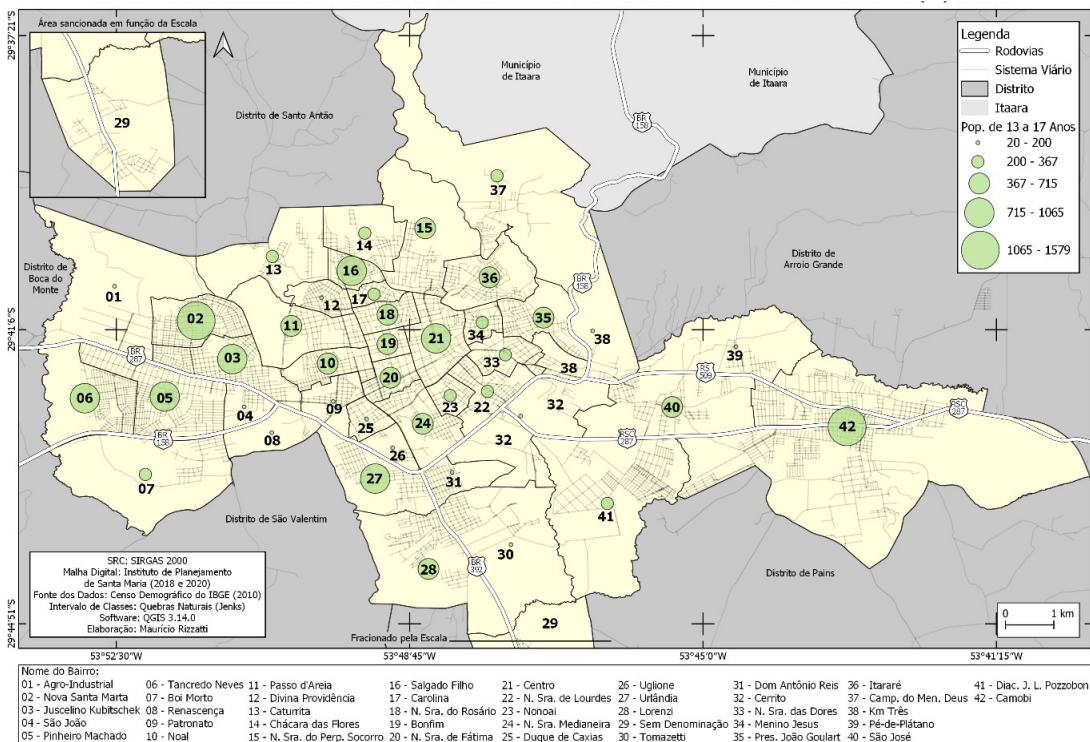 29°37'21"S
Área sancionada em função da Escala
29
Município
de Itaara
Município
de Itaara
BR
158
Distrito de Santo Antão
Legenda
Rodovias
Sistema Viário
Distrito
Itaara
Pop. de 13 a 17 Anos
20 - 200
200 - 367
367 - 715
715 - 1065
1065 - 1579
37
15
14
13
16
36
Distrito de
Boca do
Monte
Distrito de
Arroio Grande
BR
158
01
12
17
18
02
11
21
34
35
38
29°41'6"S
BR
287
03
10
19
33
38
39
RS
509
20
06
05
04
09
23
22
32
40
RSC
287
BR
158
08
25
24
32
RSC
287
42
26
07
27
31
41
Distrito de São Valentim
30
28
BR
392
Distrito de Pains
29
SRC: SIRGAS 2000
Malha Digital: Instituto de Planejamento
de Santa Maria (2018 e 2020)
Fonte dos Dados: Censo Demográfico do IBGE (2010)
Intervalo de Classes: Quebras Naturais (Jenks)
Software: QGIS 3.14.0
Elaboração: Maurício Rizzatti
Fracionado pela Escala
0 1 km
29°44'51"S
53°52'30"W 53°48'45"W 53°45'0"W 53°41'15"W
Nome do Bairro:
01 - Agro-Industrial 06 - Tancredo Neves 11 - Passo d'Areia 16 - Salgado Filho 21 - Centro 26 - Uglione 31 - Dom Antônio Reis 36 - Itararé 41 - Diac. J. L. Pozzobon
02 - Nova Santa Marta 07 - Boi Morto 12 - Divina Providência 17 - Carolina 22 - N. Sra. de Lourdes 27 - Urlândia 32 - Cerrito 37 - Camp. do Men. Deus 42 - Camobi
03 - Juscelino Kubitschek 08 - Renascença 13 - Caturrita 18 - N. Sra. do Rosário 23 - Nonoai 28 - Lorenzi 33 - N. Sra. das Dores 38 - Km Três
04 - São João 09 - Patronato 14 - Chácara das Flores 19 - Bonfim 24 - N. Sra. Medianeira 29 - Sem Denominação 34 - Menino Jesus 39 - Pé-de-Plátano
05 - Pinheiro Machado 10 - Noal 15 - N. Sra. do Perp. Socorro 20 - N. Sra. de Fátima 25 - Duque de Caxias 30 - Tomazetti 35 - Pres. João Goulart 40 - São José